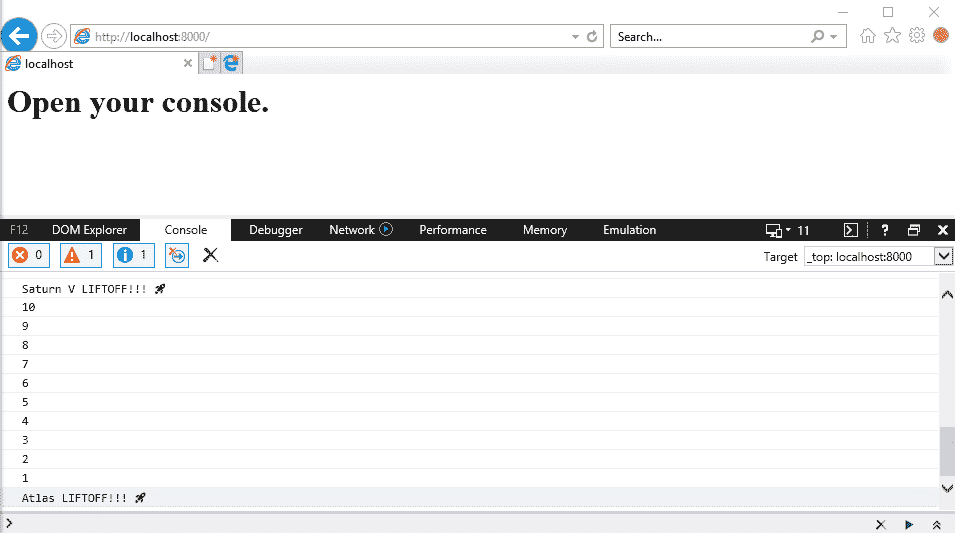 http://localhost:8000/
Search...
localhost
Open your console.
F12 DOM Explorer Console Debugger Network Performance Memory Emulation 11 ?
0 1 1
Target _top: localhost:8000
Saturn V LIFTOFF!!! 🚀
10
9
8
7
6
5
4
3
2
1
Atlas LIFTOFF!!! 🚀